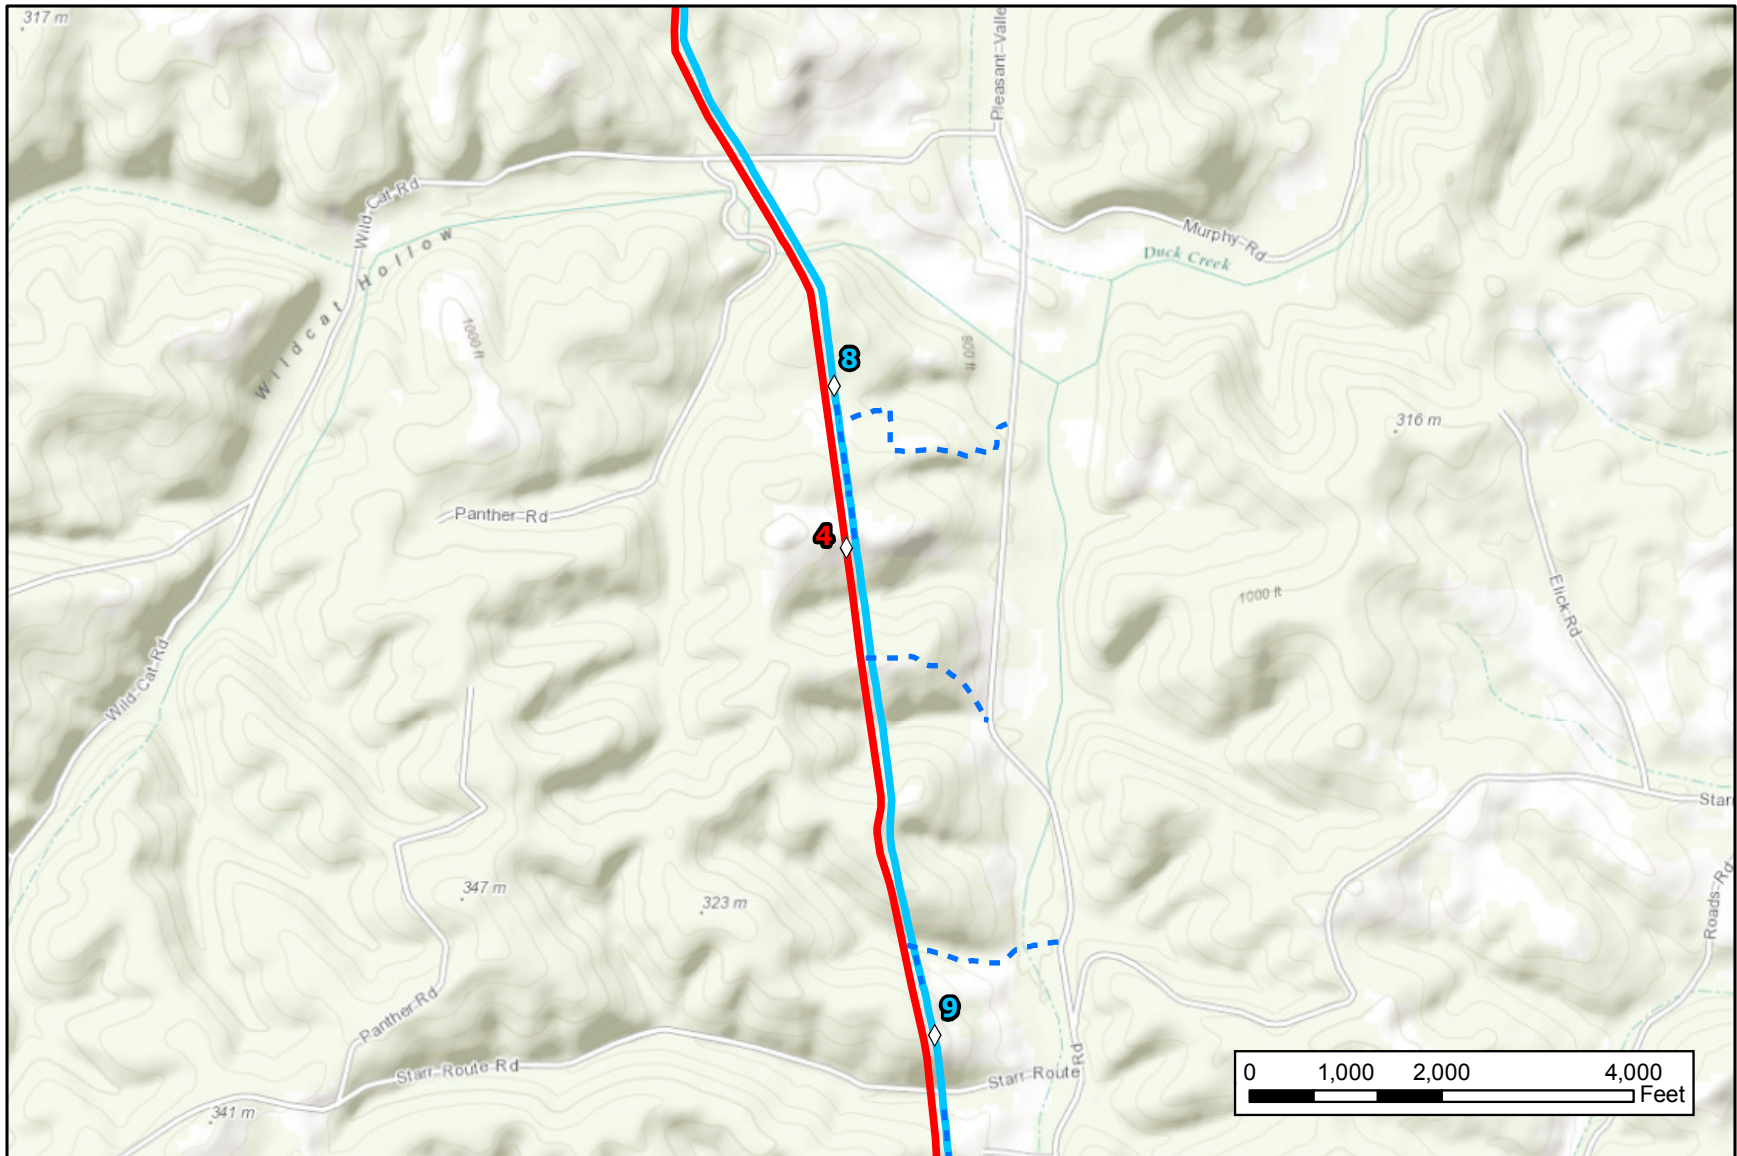 317 m
Pleasant Valle
Wild Cat Rd
Murphy Rd
Duck Creek
Wildcat Hollow
1000 ft
800 ft
8
316 m
Panther Rd
4
Elick Rd
1000 ft
Wild Cat Rd
Starr
347 m
323 m
Roads Rd
Panther Rd
9
Starr Route Rd
Starr Route Rd
341 m
0 1,000 2,000 4,000
Feet